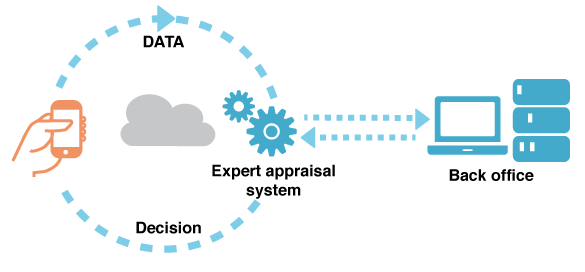 DATA
Expert appraisal
system
Back office
Decision